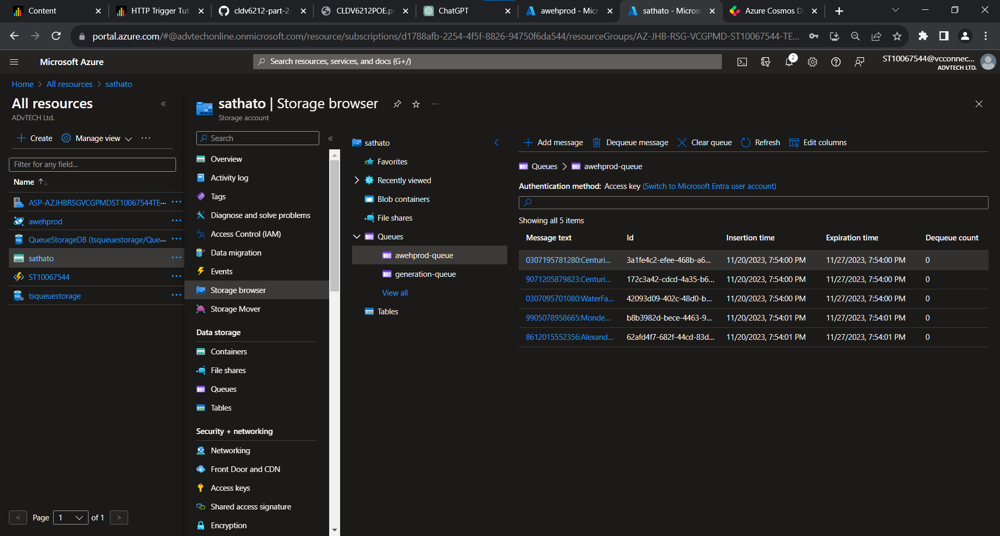 Content
HTTP Trigger Tut
cldv6212-part-2-
CLDV6212POE.p
ChatGPT
awehprod - Micr
sathato - Microso
Azure Cosmos D
portal.azure.com/#@advtechonline.onmicrosoft.com/resource/subscriptions/d1788afb-2254-4f5f-8826-94750f6da544/resourceGroups/AZ-JHB-RSG-VCGPMD-ST10067544-TE...
Microsoft Azure
Search resources, services, and docs (G+/)
2
ST10067544@vcconnec...
ADVTECH LTD.
Home > All resources > sathato
All resources
ADvTECH Ltd.
Create
Manage view
Filter for any field...
Name
ASP-AZJHBRSGVCGPMDST10067544TE...
awehprod
QueueStorageDB (tsqueuestorage/Que...
sathato
ST10067544
tsqueuestorage
< Page 1 of 1 >
sathato | Storage browser
Storage account
Search
Overview
Activity log
Tags
Diagnose and solve problems
Access Control (IAM)
Data migration
Events
Storage browser
Storage Mover
Data storage
Containers
File shares
Queues
Tables
Security + networking
Networking
Front Door and CDN
Access keys
Shared access signature
Encryption
sathato
Favorites
Recently viewed
Blob containers
File shares
Queues
awehprod-queue
generation-queue
View all
Tables
Add message
Dequeue message
Clear queue
Refresh
Edit columns
Queues > awehprod-queue
Authentication method: Access key (Switch to Microsoft Entra user account)
Showing all 5 items
Message text Id Insertion time Expiration time Dequeue count
0307195781280:Centuri... 3a1fe4c2-efee-468b-a6... 11/20/2023, 7:54:00 PM 11/27/2023, 7:54:00 PM 0
9071205879823:Centuri... 172c3a42-cdcd-4a35-b6... 11/20/2023, 7:54:00 PM 11/27/2023, 7:54:00 PM 0
0307095701080:WaterFa... 42093d09-402c-48d0-b... 11/20/2023, 7:54:00 PM 11/27/2023, 7:54:00 PM 0
9905078958665:Monde... b8b3982d-bece-4463-9... 11/20/2023, 7:54:01 PM 11/27/2023, 7:54:01 PM 0
8612015552356:Alexand... 62afd4f7-682f-44cd-83d... 11/20/2023, 7:54:01 PM 11/27/2023, 7:54:01 PM 0